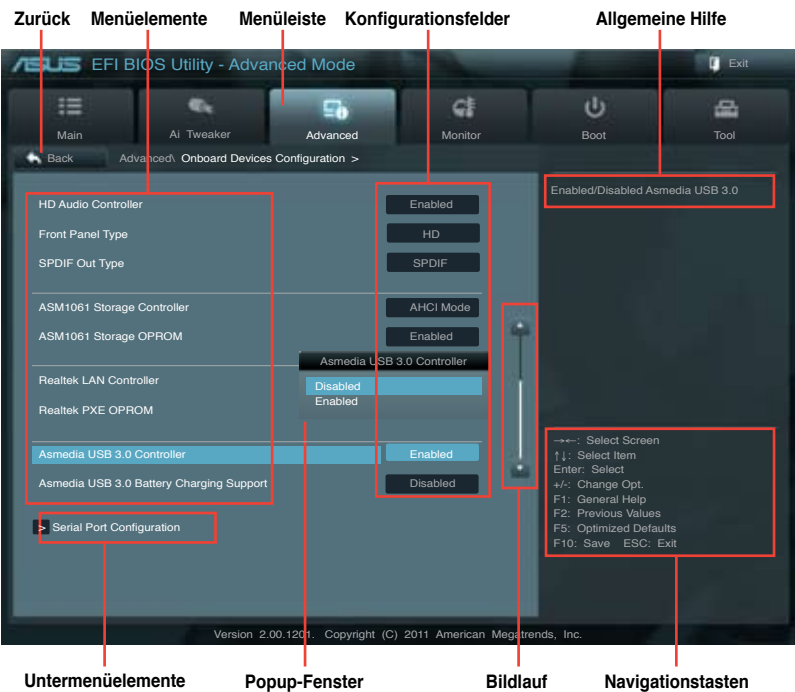 Zurück Menüelemente Menüleiste Konfigurationsfelder Allgemeine Hilfe
ASUS EFI BIOS Utility - Advanced Mode Exit
Main Ai Tweaker Advanced Monitor Boot Tool
Back Advanced\ Onboard Devices Configuration >
Enabled/Disabled Asmedia USB 3.0
HD Audio Controller Enabled
Front Panel Type HD
SPDIF Out Type SPDIF
ASM1061 Storage Controller AHCI Mode
ASM1061 Storage OPROM Enabled
Asmedia USB 3.0 Controller
Realtek LAN Controller
Disabled
Enabled
Realtek PXE OPROM
Asmedia USB 3.0 Controller Enabled
Asmedia USB 3.0 Battery Charging Support Disabled
> Serial Port Configuration
→←: Select Screen
↑↓: Select Item
Enter: Select
+/-: Change Opt.
F1: General Help
F2: Previous Values
F5: Optimized Defaults
F10: Save ESC: Exit
Version 2.00.1201. Copyright (C) 2011 American Megatrends, Inc.
Untermenüelemente Popup-Fenster Bildlauf Navigationstasten